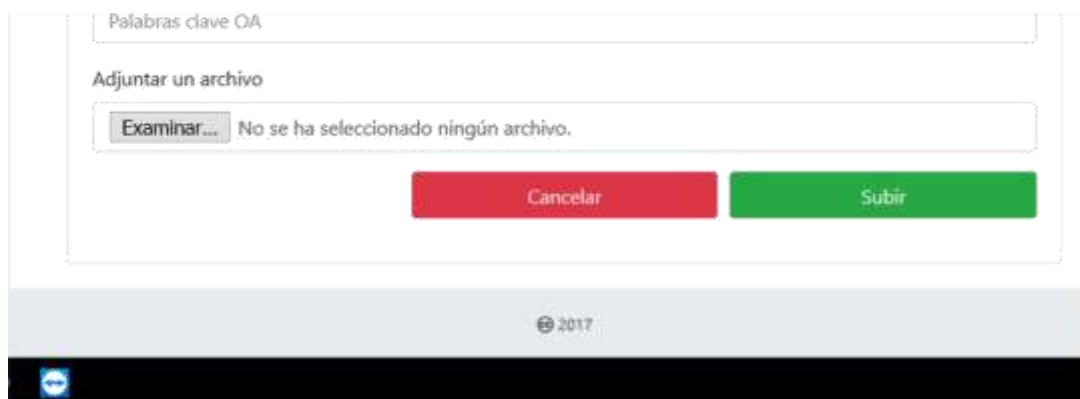 Palabras clave OA
Adjuntar un archivo
Examinar... No se ha seleccionado ningún archivo.
Cancelar Subir
2017